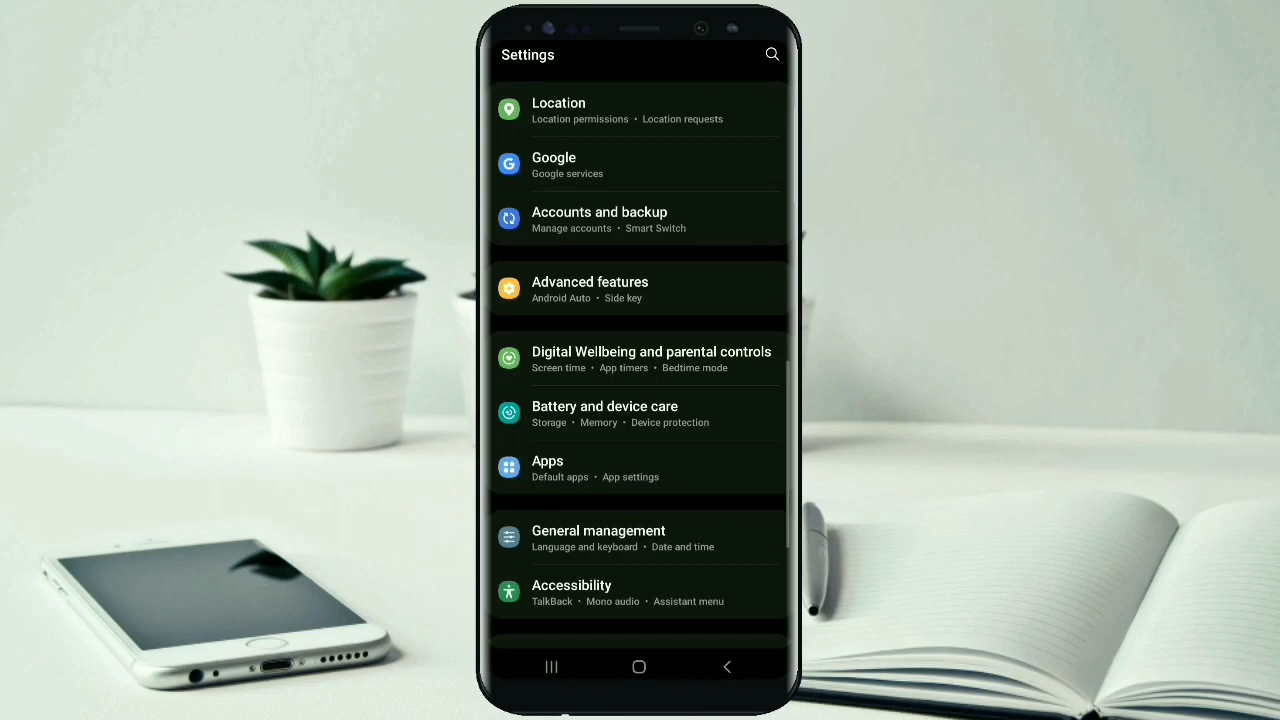 Settings
Location
Location permissions • Location requests
Google
Google services
Accounts and backup
Manage accounts • Smart Switch
Advanced features
Android Auto • Side key
Digital Wellbeing and parental controls
Screen time • App timers • Bedtime mode
Battery and device care
Storage • Memory • Device protection
Apps
Default apps • App settings
General management
Language and keyboard • Date and time
Accessibility
TalkBack • Mono audio • Assistant menu